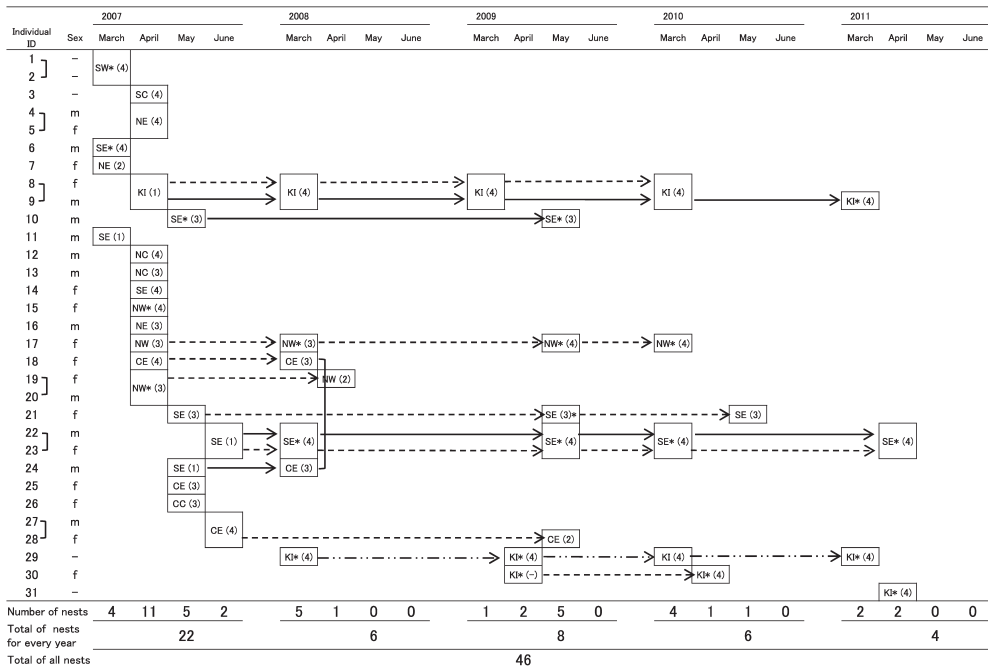 2007 2008 2009 2010 2011
Individual ID Sex March April May June March April May June March April May June March April May June March April May June
1 –
SW* (4)
2 –
3 – SC (4)
4 m
NE (4)
5 f
6 m SE* (4)
7 f NE (2)
8 f
KI (1) KI (4) KI (4) KI (4)
9 m KI* (4)
10 m SE* (3) SE* (3)
11 m SE (1)
12 m NC (4)
13 m NC (3)
14 f SE (4)
15 f NW* (4)
16 m NE (3)
17 f NW (3) NW* (3) NW* (4) NW* (4)
18 f CE (4) CE (3)
19 f NW (2)
NW* (3)
20 m
21 f SE (3) SE (3)* SE (3)
22 m
SE (1) SE* (4) SE* (4) SE* (4) SE* (4)
23 f
24 m SE (1) CE (3)
25 f CE (3)
26 f CC (3)
27 m
CE (4)
28 f CE (2)
29 – KI* (4) KI* (4) KI (4) KI* (4)
30 f KI* (–) KI* (4)
31 – KI* (4)
Number of nests 4 11 5 2 5 1 0 0 1 2 5 0 4 1 1 0 2 2 0 0
Total of nests for every year 22 6 8 6 4
Total of all nests 46